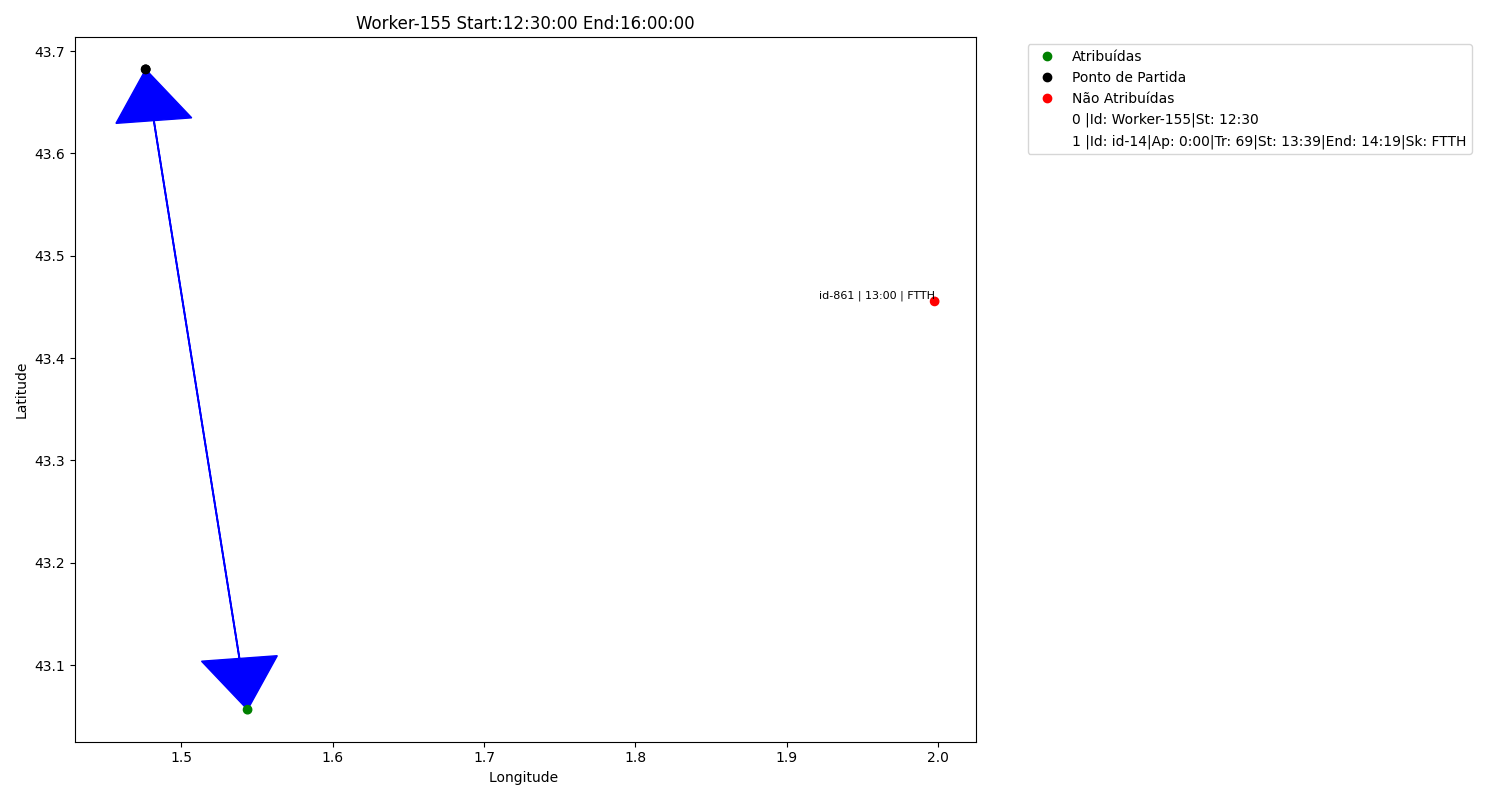 Worker-155 Start:12:30:00 End:16:00:00
Atribuídas
Ponto de Partida
Não Atribuídas
0 |Id: Worker-155|St: 12:30
1 |Id: id-14|Ap: 0:00|Tr: 69|St: 13:39|End: 14:19|Sk: FTTH
43.7
43.6
43.5
43.4
43.3
43.2
43.1
Latitude
id-861 | 13:00 | FTTH
1.5 1.6 1.7 1.8 1.9 2.0
Longitude